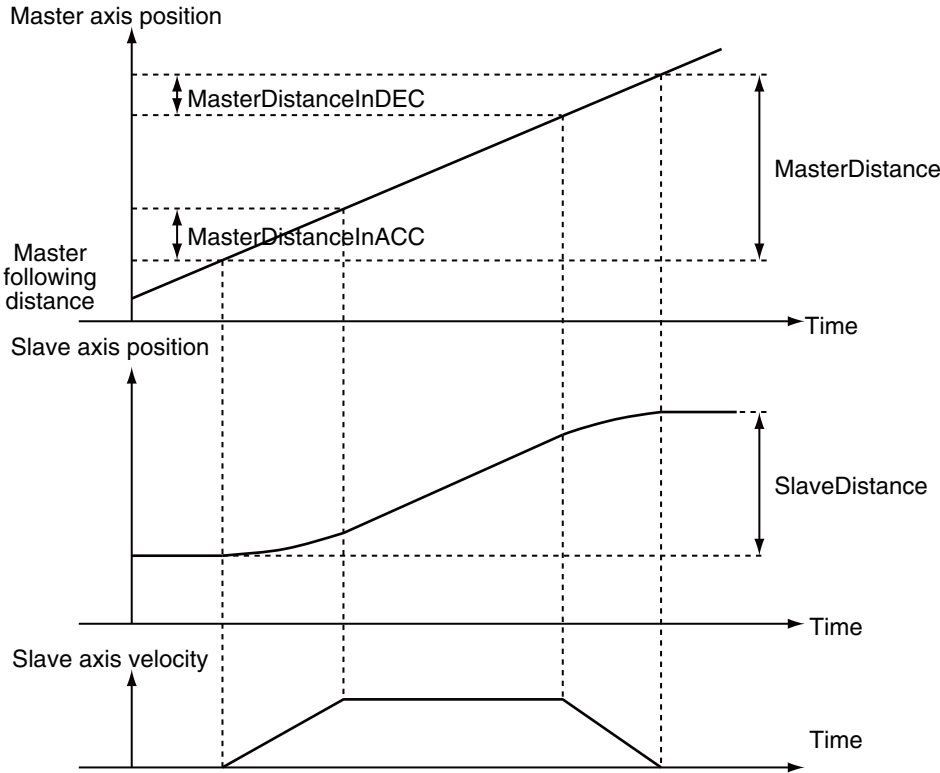 Master axis position
MasterDistanceInDEC
MasterDistance
MasterDistanceInACC
Master
following
distance
Time
Slave axis position
SlaveDistance
Time
Slave axis velocity
Time